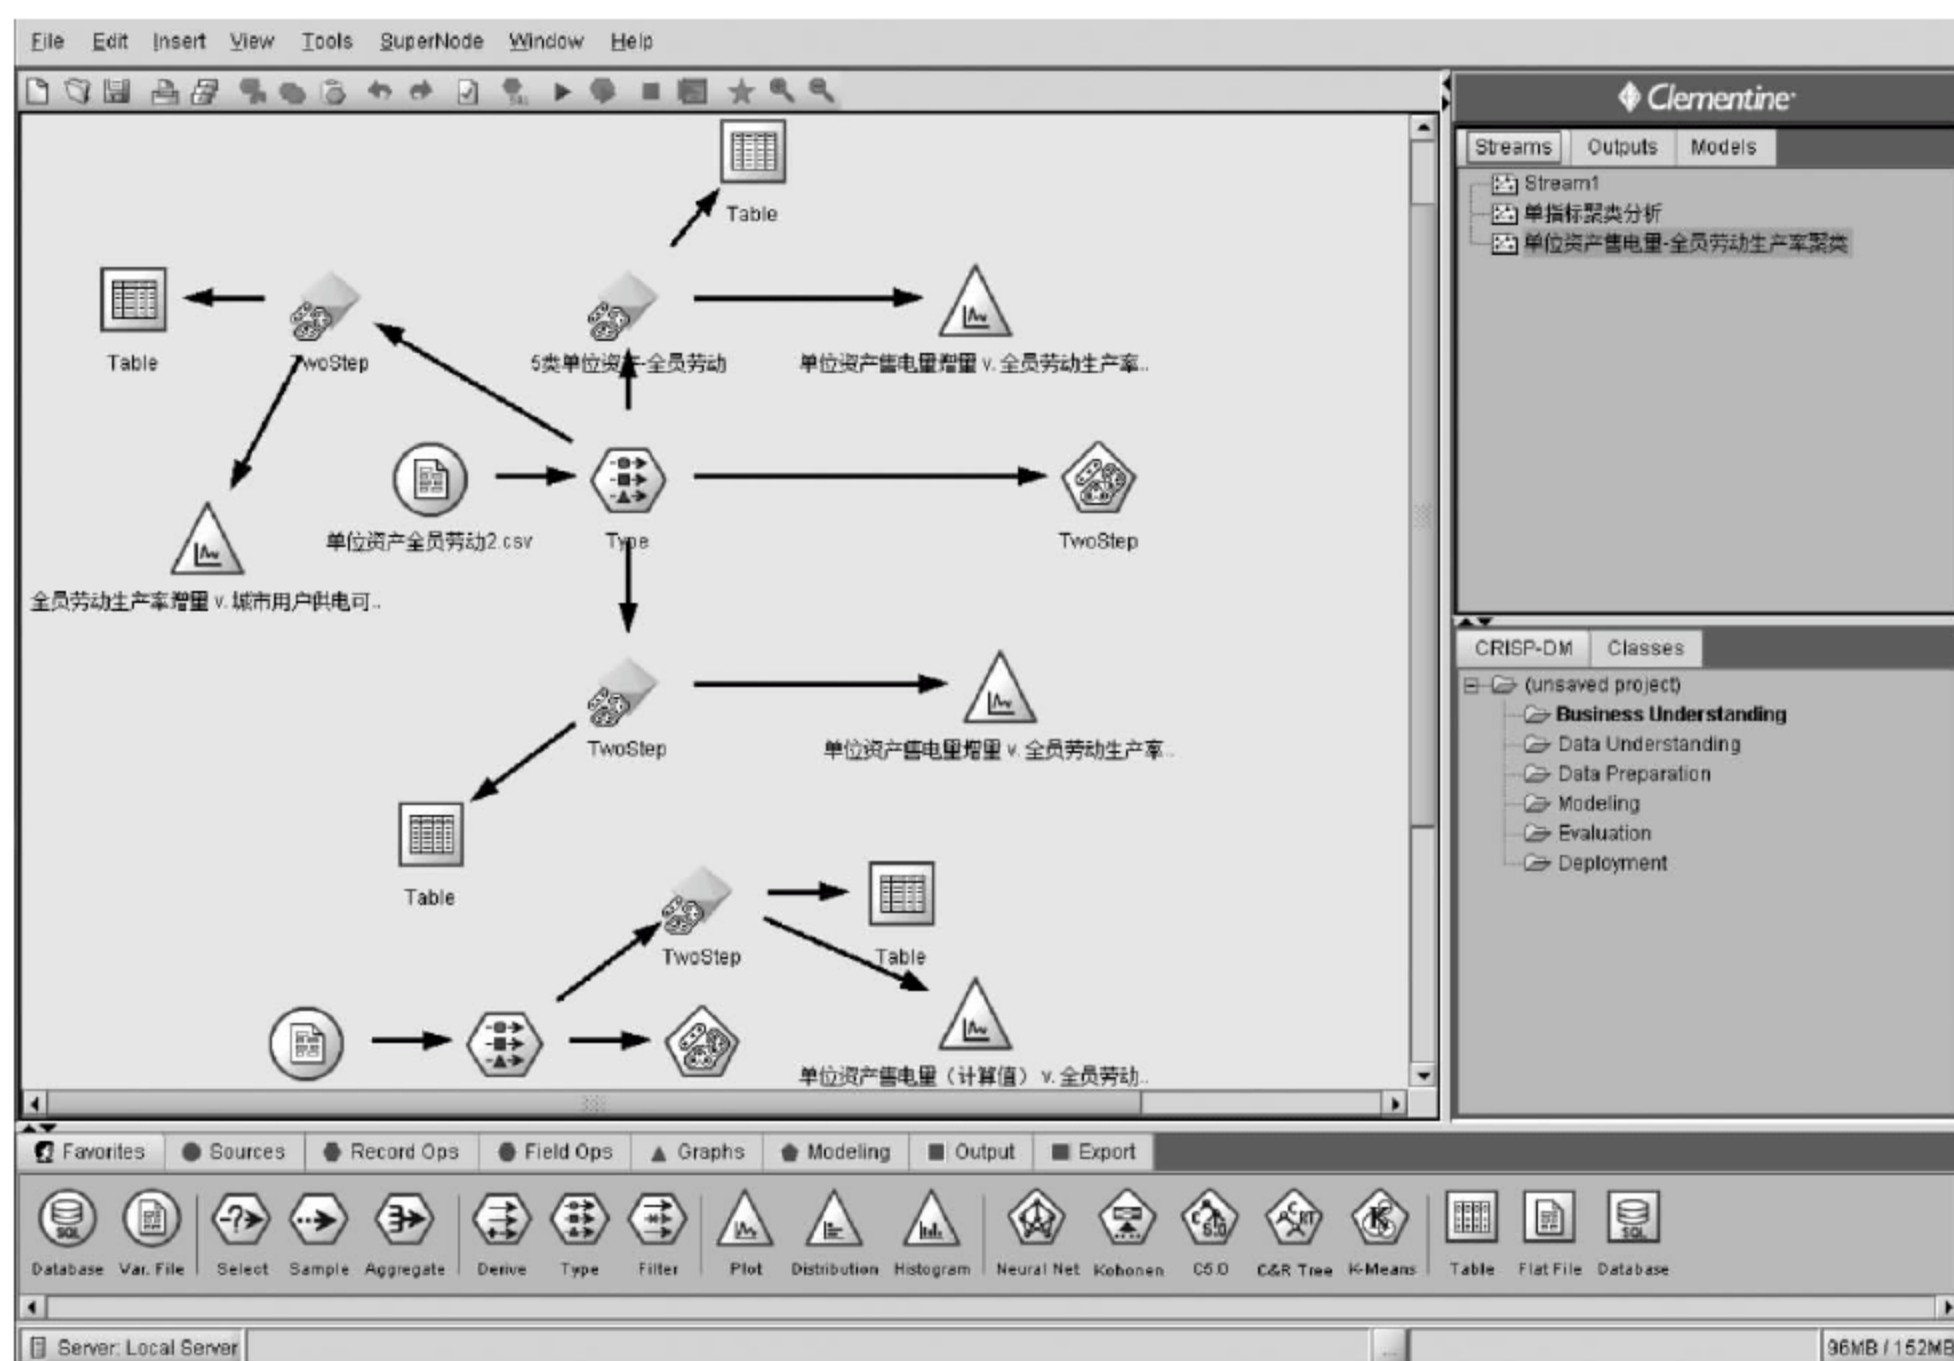 File Edit Insert View Tools SuperNode Window Help
Clementine
Streams Outputs Models
Stream1
单指标聚类分析
单位资产售电量-全员劳动生产率聚类
Table
Table
TwoStep
5类单位资产-全员劳动
单位资产售电量增量 v. 全员劳动生产率..
单位资产全员劳动2.csv
Type
TwoStep
全员劳动生产率增量 v. 城市用户供电可..
TwoStep
单位资产售电量增量 v. 全员劳动生产率..
Table
TwoStep
Table
单位资产售电量（计算值） v. 全员劳动..
CRISP-DM Classes
(unsaved project)
Business Understanding
Data Understanding
Data Preparation
Modeling
Evaluation
Deployment
Favorites Sources Record Ops Field Ops Graphs Modeling Output Export
SQL C 5.0 C RT K SQL
Database Var. File Select Sample Aggregate Derive Type Filter Plot Distribution Histogram Neural Net Kohonen C5.0 C&R Tree K-Means Table Flat File Database
Server: Local Server
... 96MB / 152MB